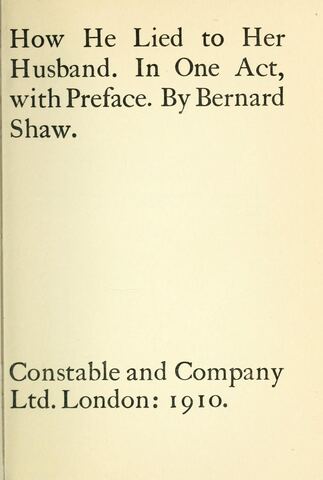 How He Lied to Her
Husband. In One Act,
with Preface. By Bernard
Shaw.
Constable and Company
Ltd. London: 1910.